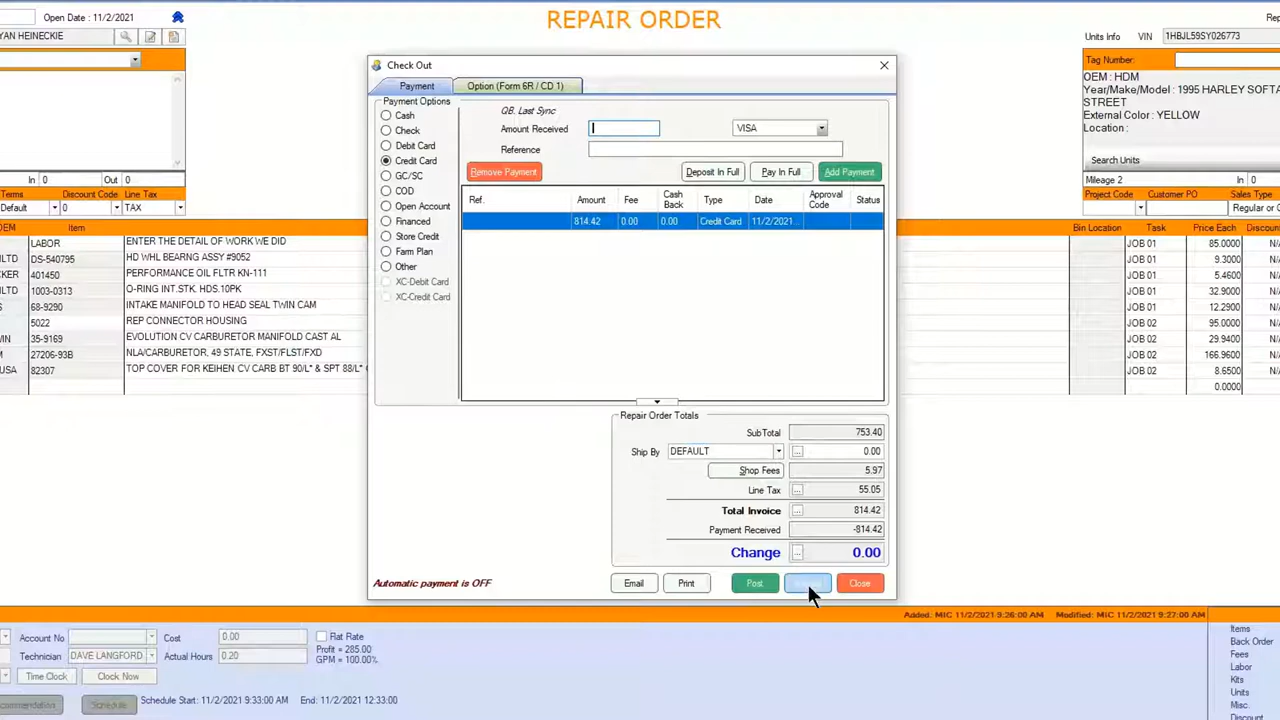 Open Date : 11/2/2021
REPAIR ORDER
YAN HEINECKIE
Units Info VIN 1HBJL59SY026773
Tag Number:
OEM : HDM
Year/Make/Model : 1995 HARLEY SOFTA
STREET
External Color : YELLOW
Location :
Search Units
Mileage 2 In 0
Project Code Customer PO Sales Type
Regular or C
In 0 Out 0
Terms Discount Code Line Tax
Default 0 TAX
Check Out
Payment Option (Form 6R / CD 1)
Payment Options
Cash
Check
Debit Card
Credit Card
GC/SC
COD
Open Account
Financed
Store Credit
Farm Plan
Other
XC-Debit Card
XC-Credit Card
QB. Last Sync
Amount Received VISA
Reference
Remove Payment Deposit In Full Pay In Full Add Payment
Ref. Amount Fee Cash Back Type Date Approval Code Status
814.42 0.00 0.00 Credit Card 11/2/2021...
Repair Order Totals
SubTotal 753.40
Ship By DEFAULT ... 0.00
Shop Fees 5.97
Line Tax ... 55.05
Total Invoice ... 814.42
Payment Received -814.42
Change ... 0.00
Automatic payment is OFF
Email Print Post Close
Item
LABOR ENTER THE DETAIL OF WORK WE DID
DS-540795 HD WHL BEARNG ASSY #9052
401450 PERFORMANCE OIL FLTR KN-111
1003-0313 O-RING INT.STK. HDS.10PK
68-9290 INTAKE MANIFOLD TO HEAD SEAL TWIN CAM
5022 REP CONNECTOR HOUSING
35-9169 EVOLUTION CV CARBURETOR MANIFOLD CAST AL
27206-93B NLA/CARBURETOR, 49 STATE, FXST/FLST/FXD
82307 TOP COVER FOR KEIHEN CV CARB BT 90/L* & SPT 88/L*
Bin Location Task Price Each Discoun
JOB 01 85.0000 N/
JOB 01 9.3000 N/
JOB 01 5.4600 N/
JOB 01 32.9000 N/
JOB 01 12.2900 N/
JOB 02 95.0000 N/
JOB 02 29.9400 N/
JOB 02 166.9600 N/
JOB 02 8.6500 N/
0.0000 N/
Added: MIC 11/2/2021 9:26:00 AM Modified: MIC 11/2/2021 9:27:00 AM
Account No. Cost 0.00 Flat Rate
Technician DAVE LANGFORD Actual Hours 0.20
Profit = 285.00
GPM = 100.00%
Time Clock Clock Now
commendation Schedule Schedule Start: 11/2/2021 9:33:00 AM End: 11/2/2021 12:33:00
Items
Back Order
Fees
Labor
Kits
Units
Misc.
Discount